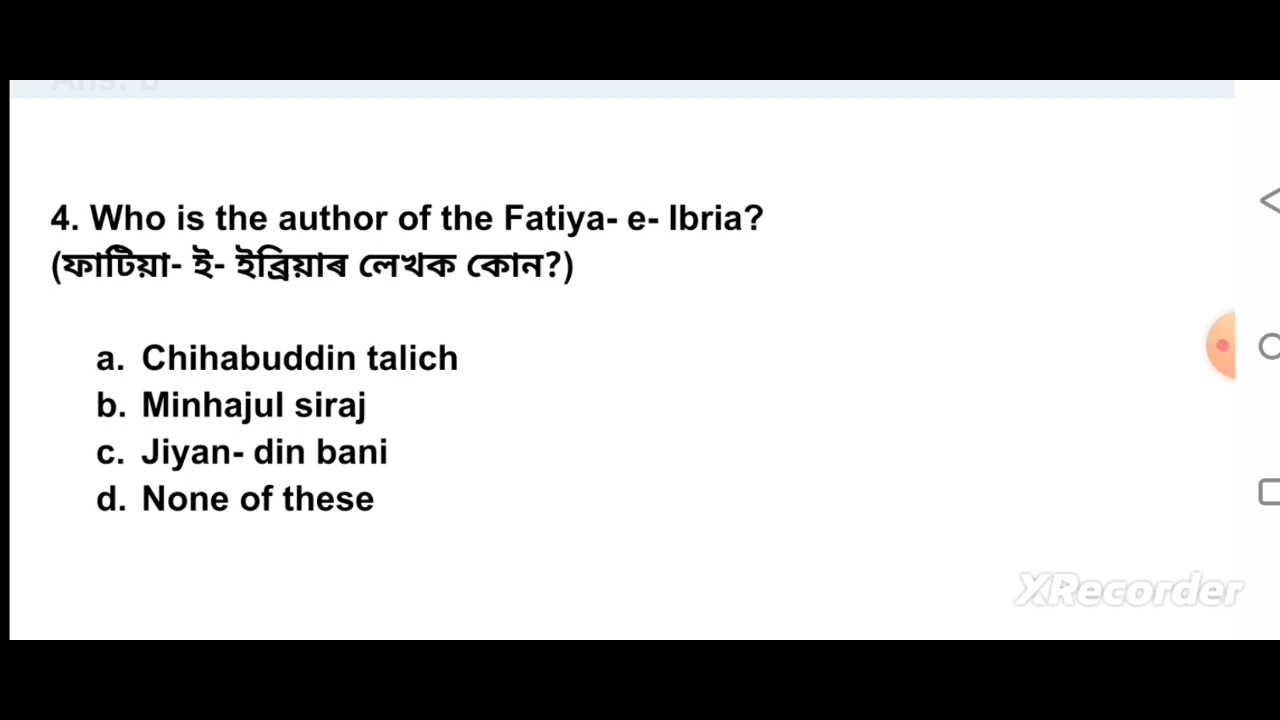 Ans: b
4. Who is the author of the Fatiya- e- Ibria?
(ফাটিয়া- ই- ইব্ৰিয়াৰ লেখক কোন?)
a. Chihabuddin talich
b. Minhajul siraj
c. Jiyan- din bani
d. None of these
XRecorder